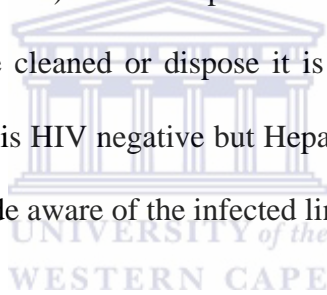 cleaned or dispose it is
is HIV negative but Hepa
de aware of the infected lin
UNIVERSITY of the
WESTERN CAPE